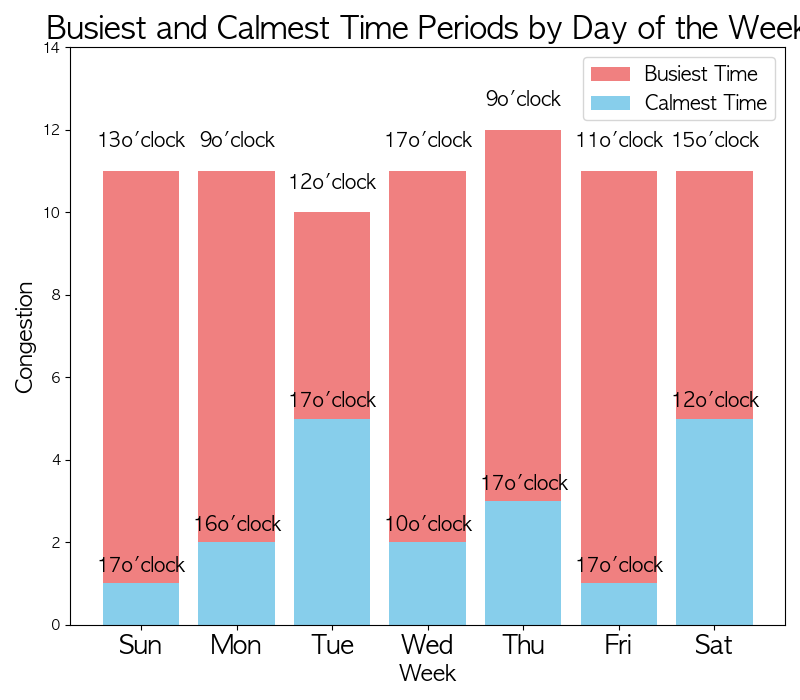 Busiest and Calmest Time Periods by Day of the Week
14
Busiest Time
Calmest Time
9o'clock
12
13o'clock 9o'clock 17o'clock 11o'clock 15o'clock
12o'clock
10
8
Congestion
6
17o'clock 12o'clock
4
17o'clock
2
16o'clock 10o'clock
17o'clock 17o'clock
0
Sun Mon Tue Wed Thu Fri Sat
Week